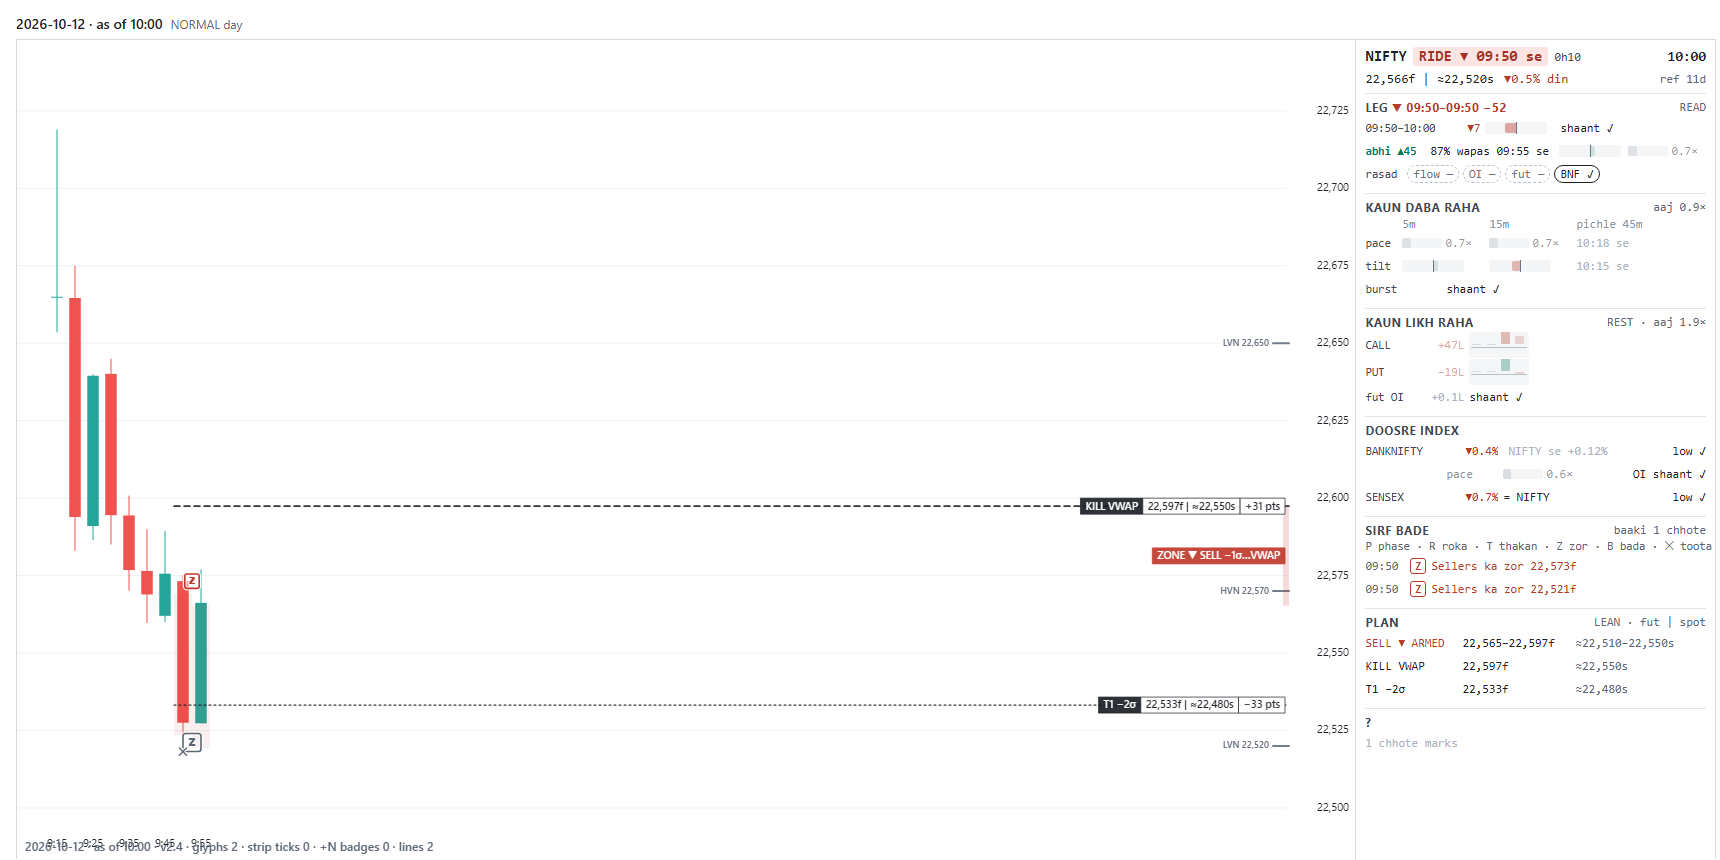 2026-10-12 · as of 10:00 NORMAL day
22,725
22,700
22,675
LVN 22,650
22,650
22,625
22,600
KILL VWAP 22,597f | ≈22,550s +31 pts
ZONE ▼ SELL −1σ…VWAP
22,575
Z
HVN 22,570
22,550
T1 −2σ 22,533f | ≈22,480s −33 pts
22,525
Z
LVN 22,520
22,500
9:15 9:25 9:35 9:45 9:55
2026-10-12 · as of 10:00 · v2.4 · glyphs 2 · strip ticks 0 · +N badges 0 · lines 2
NIFTY RIDE ▼ 09:50 se 0h10 10:00
22,566f | ≈22,520s ▼0.5% din ref 11d
LEG ▼ 09:50–09:50 −52 READ
09:50–10:00 ▼7 shaant ✓
abhi ▲45 87% wapas 09:55 se 0.7×
rasad flow — OI — fut — BNF ✓
KAUN DABA RAHA aaj 0.9×
5m 15m pichle 45m
pace 0.7× 0.7× 10:18 se
tilt 10:15 se
burst shaant ✓
KAUN LIKH RAHA REST · aaj 1.9×
CALL +47L
PUT −19L
fut OI +0.1L shaant ✓
DOOSRE INDEX
BANKNIFTY ▼0.4% NIFTY se +0.12% low ✓
pace 0.6× OI shaant ✓
SENSEX ▼0.7% = NIFTY low ✓
SIRF BADE baaki 1 chhote
P phase · R roka · T thakan · Z zor · B bada · ✕ toota
09:50 Z Sellers ka zor 22,573f
09:50 Z Sellers ka zor 22,521f
PLAN LEAN · fut | spot
SELL ▼ ARMED 22,565–22,597f ≈22,510–22,550s
KILL VWAP 22,597f ≈22,550s
T1 −2σ 22,533f ≈22,480s
?
1 chhote marks